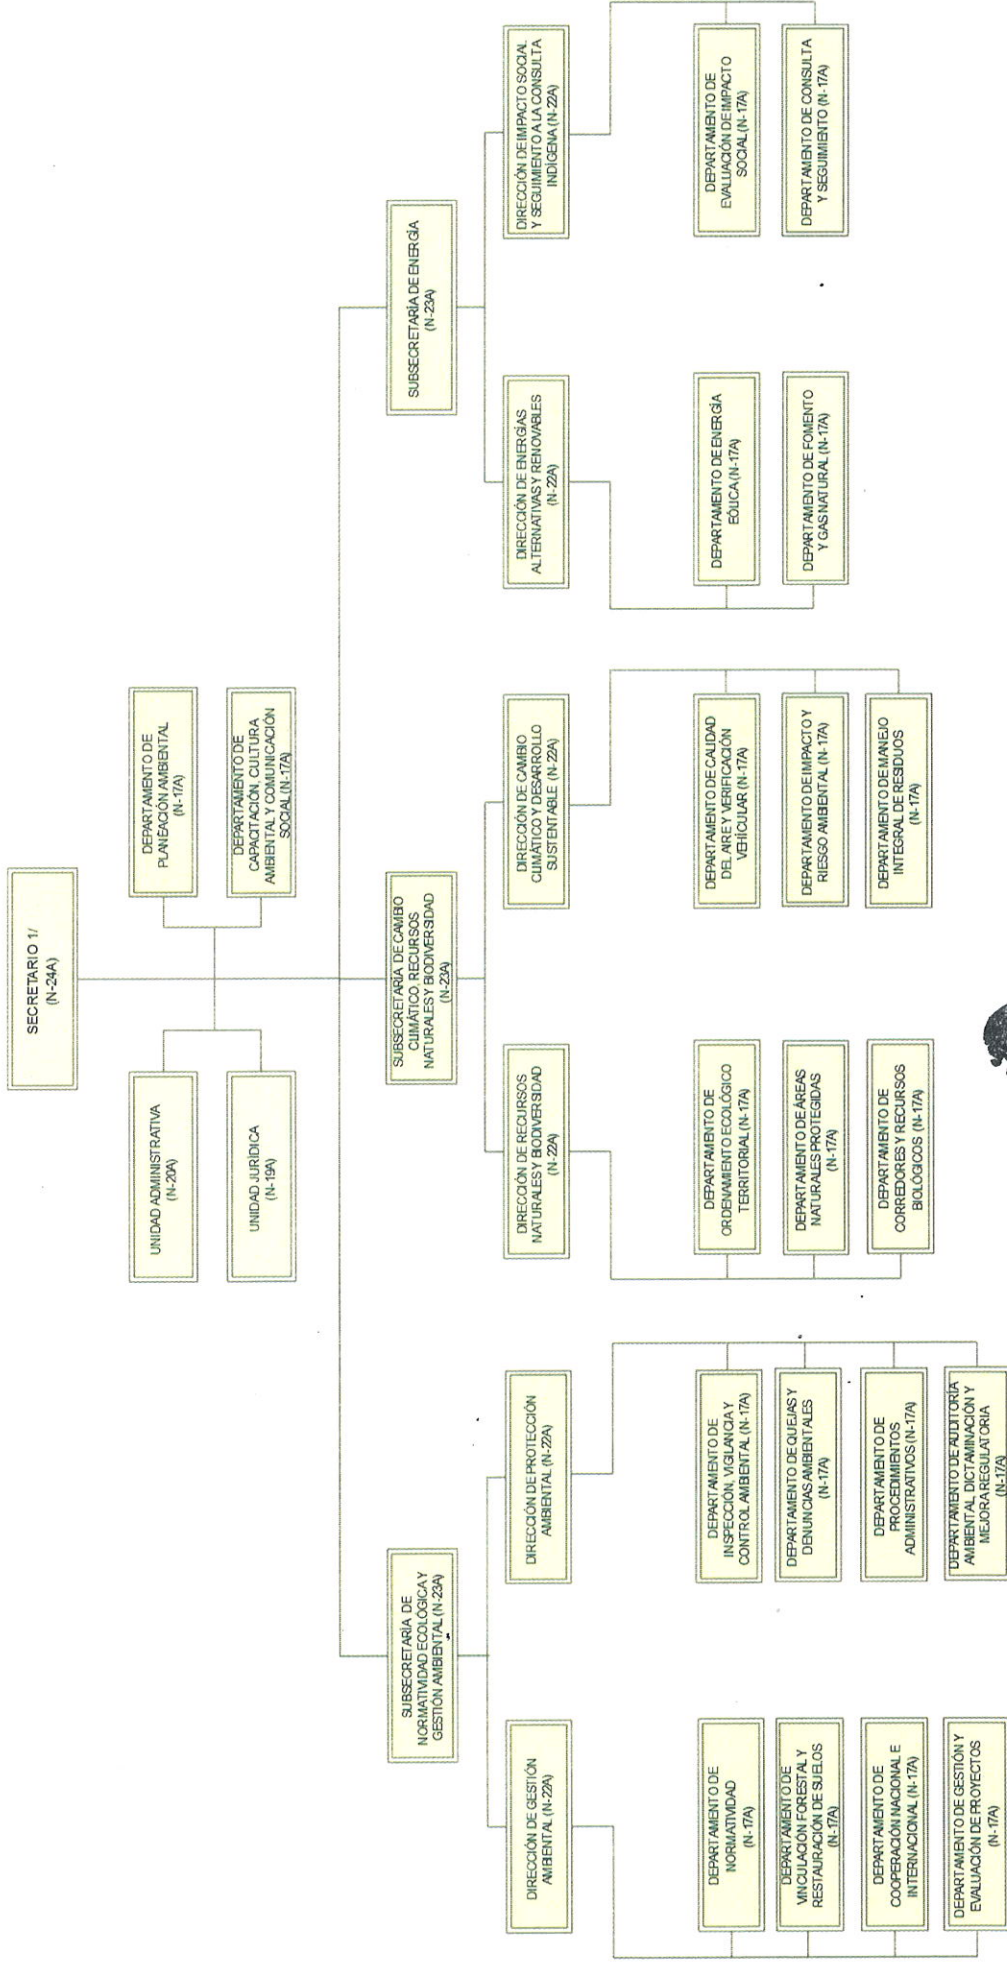 SECRETARIO 1/
(N-24A)
UNIDAD ADMINISTRATIVA
(N-20A)
UNIDAD JURÍDICA
(N-19A)
DEPARTAMENTO DE
PLANEACIÓN AMBIENTAL
(N-17A)
DEPARTAMENTO DE
CAPACITACIÓN, CULTURA
AMBIENTAL Y COMUNICACIÓN
SOCIAL (N-17A)
SUBSECRETARÍA DE
NORMATIVIDAD ECOLÓGICA Y
GESTIÓN AMBIENTAL (N-23A)
SUBSECRETARÍA DE CAMBIO
CLIMÁTICO, RECURSOS
NATURALES Y BIODIVERSIDAD
(N-23A)
SUBSECRETARÍA DE ENERGÍA
(N-23A)
DIRECCIÓN DE GESTIÓN
AMBIENTAL (N-22A)
DIRECCIÓN DE PROTECCIÓN
AMBIENTAL (N-22A)
DIRECCIÓN DE RECURSOS
NATURALES Y BIODIVERSIDAD
(N-22A)
DIRECCIÓN DE CAMBIO
CLIMÁTICO Y DESARROLLO
SUSTENTABLE (N-22A)
DIRECCIÓN DE ENERGÍAS
ALTERNATIVAS Y RENOVABLES
(N-22A)
DIRECCIÓN DE IMPACTO SOCIAL
Y SEGUIMIENTO A LA CONSULTA
INDÍGENA (N-22A)
DEPARTAMENTO DE
NORMATIVIDAD
(N-17A)
DEPARTAMENTO DE
VINCULACIÓN FORESTAL Y
RESTAURACIÓN DE SUELOS
(N-17A)
DEPARTAMENTO DE
COOPERACIÓN NACIONAL E
INTERNACIONAL (N-17A)
DEPARTAMENTO DE GESTIÓN Y
EVALUACIÓN DE PROYECTOS
(N-17A)
DEPARTAMENTO DE
INSPECCIÓN, VIGILANCIA Y
CONTROL AMBIENTAL (N-17A)
DEPARTAMENTO DE QUEJAS Y
DENUNCIAS AMBIENTALES
(N-17A)
DEPARTAMENTO DE
PROCEDIMIENTOS
ADMINISTRATIVOS (N-17A)
DEPARTAMENTO DE AUDITORÍA
AMBIENTAL DICTAMINACIÓN Y
MEJORA REGULATORIA
(N-17A)
DEPARTAMENTO DE
ORDENAMIENTO ECOLÓGICO
TERRITORIAL (N-17A)
DEPARTAMENTO DE ÁREAS
NATURALES PROTEGIDAS
(N-17A)
DEPARTAMENTO DE
CORREDORES Y RECURSOS
BIOLÓGICOS (N-17A)
DEPARTAMENTO DE CALIDAD
DEL AIRE Y VERIFICACIÓN
VEHÍCULAR (N-17A)
DEPARTAMENTO DE IMPACTO Y
RIESGO AMBIENTAL (N-17A)
DEPARTAMENTO DE MANEJO
INTEGRAL DE RESIDUOS
(N-17A)
DEPARTAMENTO DE ENERGÍA
EÓLICA (N-17A)
DEPARTAMENTO DE FOMENTO
Y GAS NATURAL (N-17A)
DEPARTAMENTO DE
EVALUACIÓN DE IMPACTO
SOCIAL (N-17A)
DEPARTAMENTO DE CONSULTA
Y SEGUIMIENTO (N-17A)